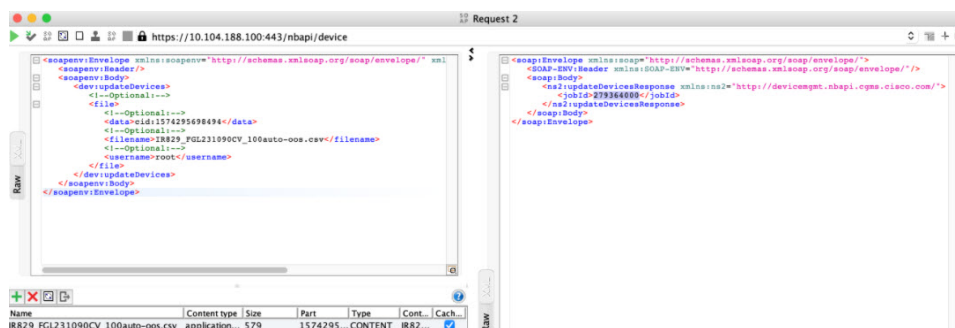 Request 2
https://10.104.188.100:443/nbapi/device
<soapenv:Envelope xmlns:soapenv="http://schemas.xmlsoap.org/soap/envelope/" xml
<soapenv:Header/>
<soapenv:Body>
<dev:updateDevices>
<!--Optional:-->
<file>
<!--Optional:-->
<data>cid:1574295698494</data>
<!--Optional:-->
<filename>IR829_FGL231090CV_100auto-oos.csv</filename>
<!--Optional:-->
<username>root</username>
</file>
</dev:updateDevices>
</soapenv:Body>
</soapenv:Envelope>
Raw
<soap:Envelope xmlns:soap="http://schemas.xmlsoap.org/soap/envelope/">
<SOAP-ENV:Header xmlns:SOAP-ENV="http://schemas.xmlsoap.org/soap/envelope/"/>
<soap:Body>
<ns2:updateDevicesResponse xmlns:ns2="http://devicemgmt.nbapi.cgms.cisco.com/">
<jobId>279364000</jobId>
</ns2:updateDevicesResponse>
</soap:Body>
</soap:Envelope>
Raw
Name Content type Size Part Type Cont... Cach...
IR829_FGL231090CV_100auto-oos.csv application... 579 1574295... CONTENT IR82...